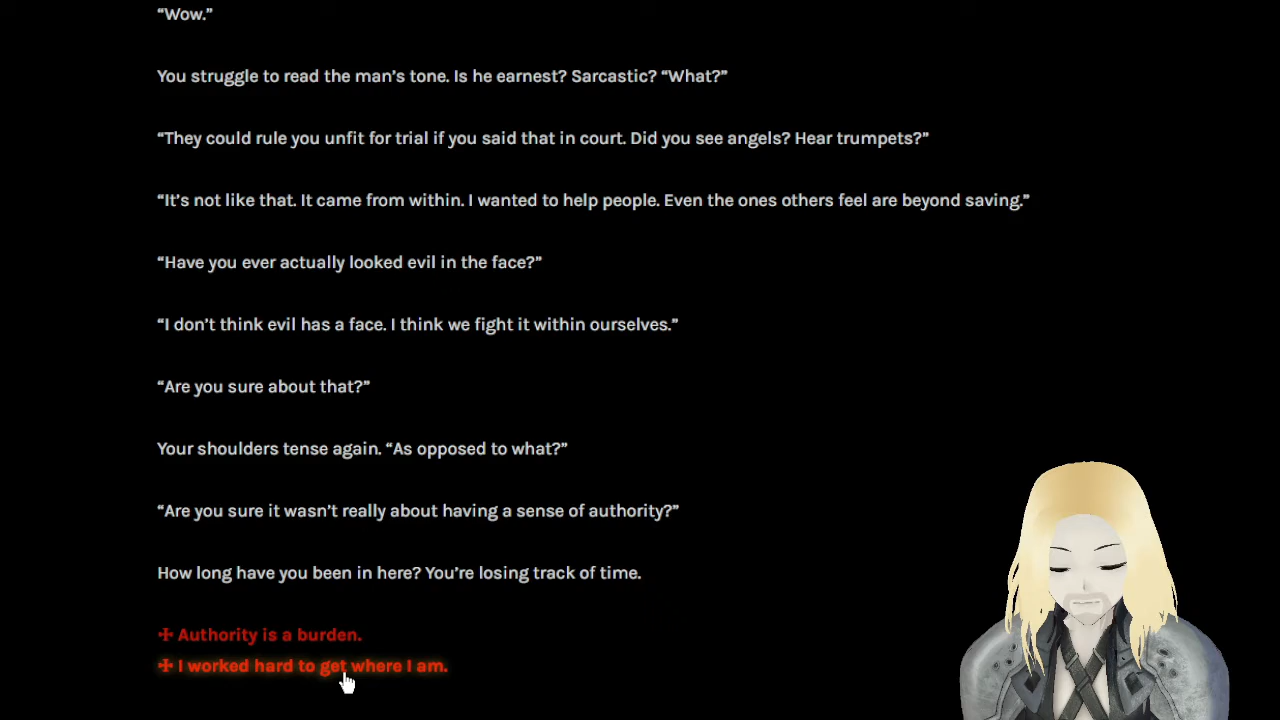 “Wow.”
You struggle to read the man’s tone. Is he earnest? Sarcastic? “What?”
“They could rule you unfit for trial if you said that in court. Did you see angels? Hear trumpets?”
“It’s not like that. It came from within. I wanted to help people. Even the ones others feel are beyond saving.”
“Have you ever actually looked evil in the face?”
“I don’t think evil has a face. I think we fight it within ourselves.”
“Are you sure about that?”
Your shoulders tense again. “As opposed to what?”
“Are you sure it wasn’t really about having a sense of authority?”
How long have you been in here? You’re losing track of time.
Authority is a burden.
I worked hard to get where I am.